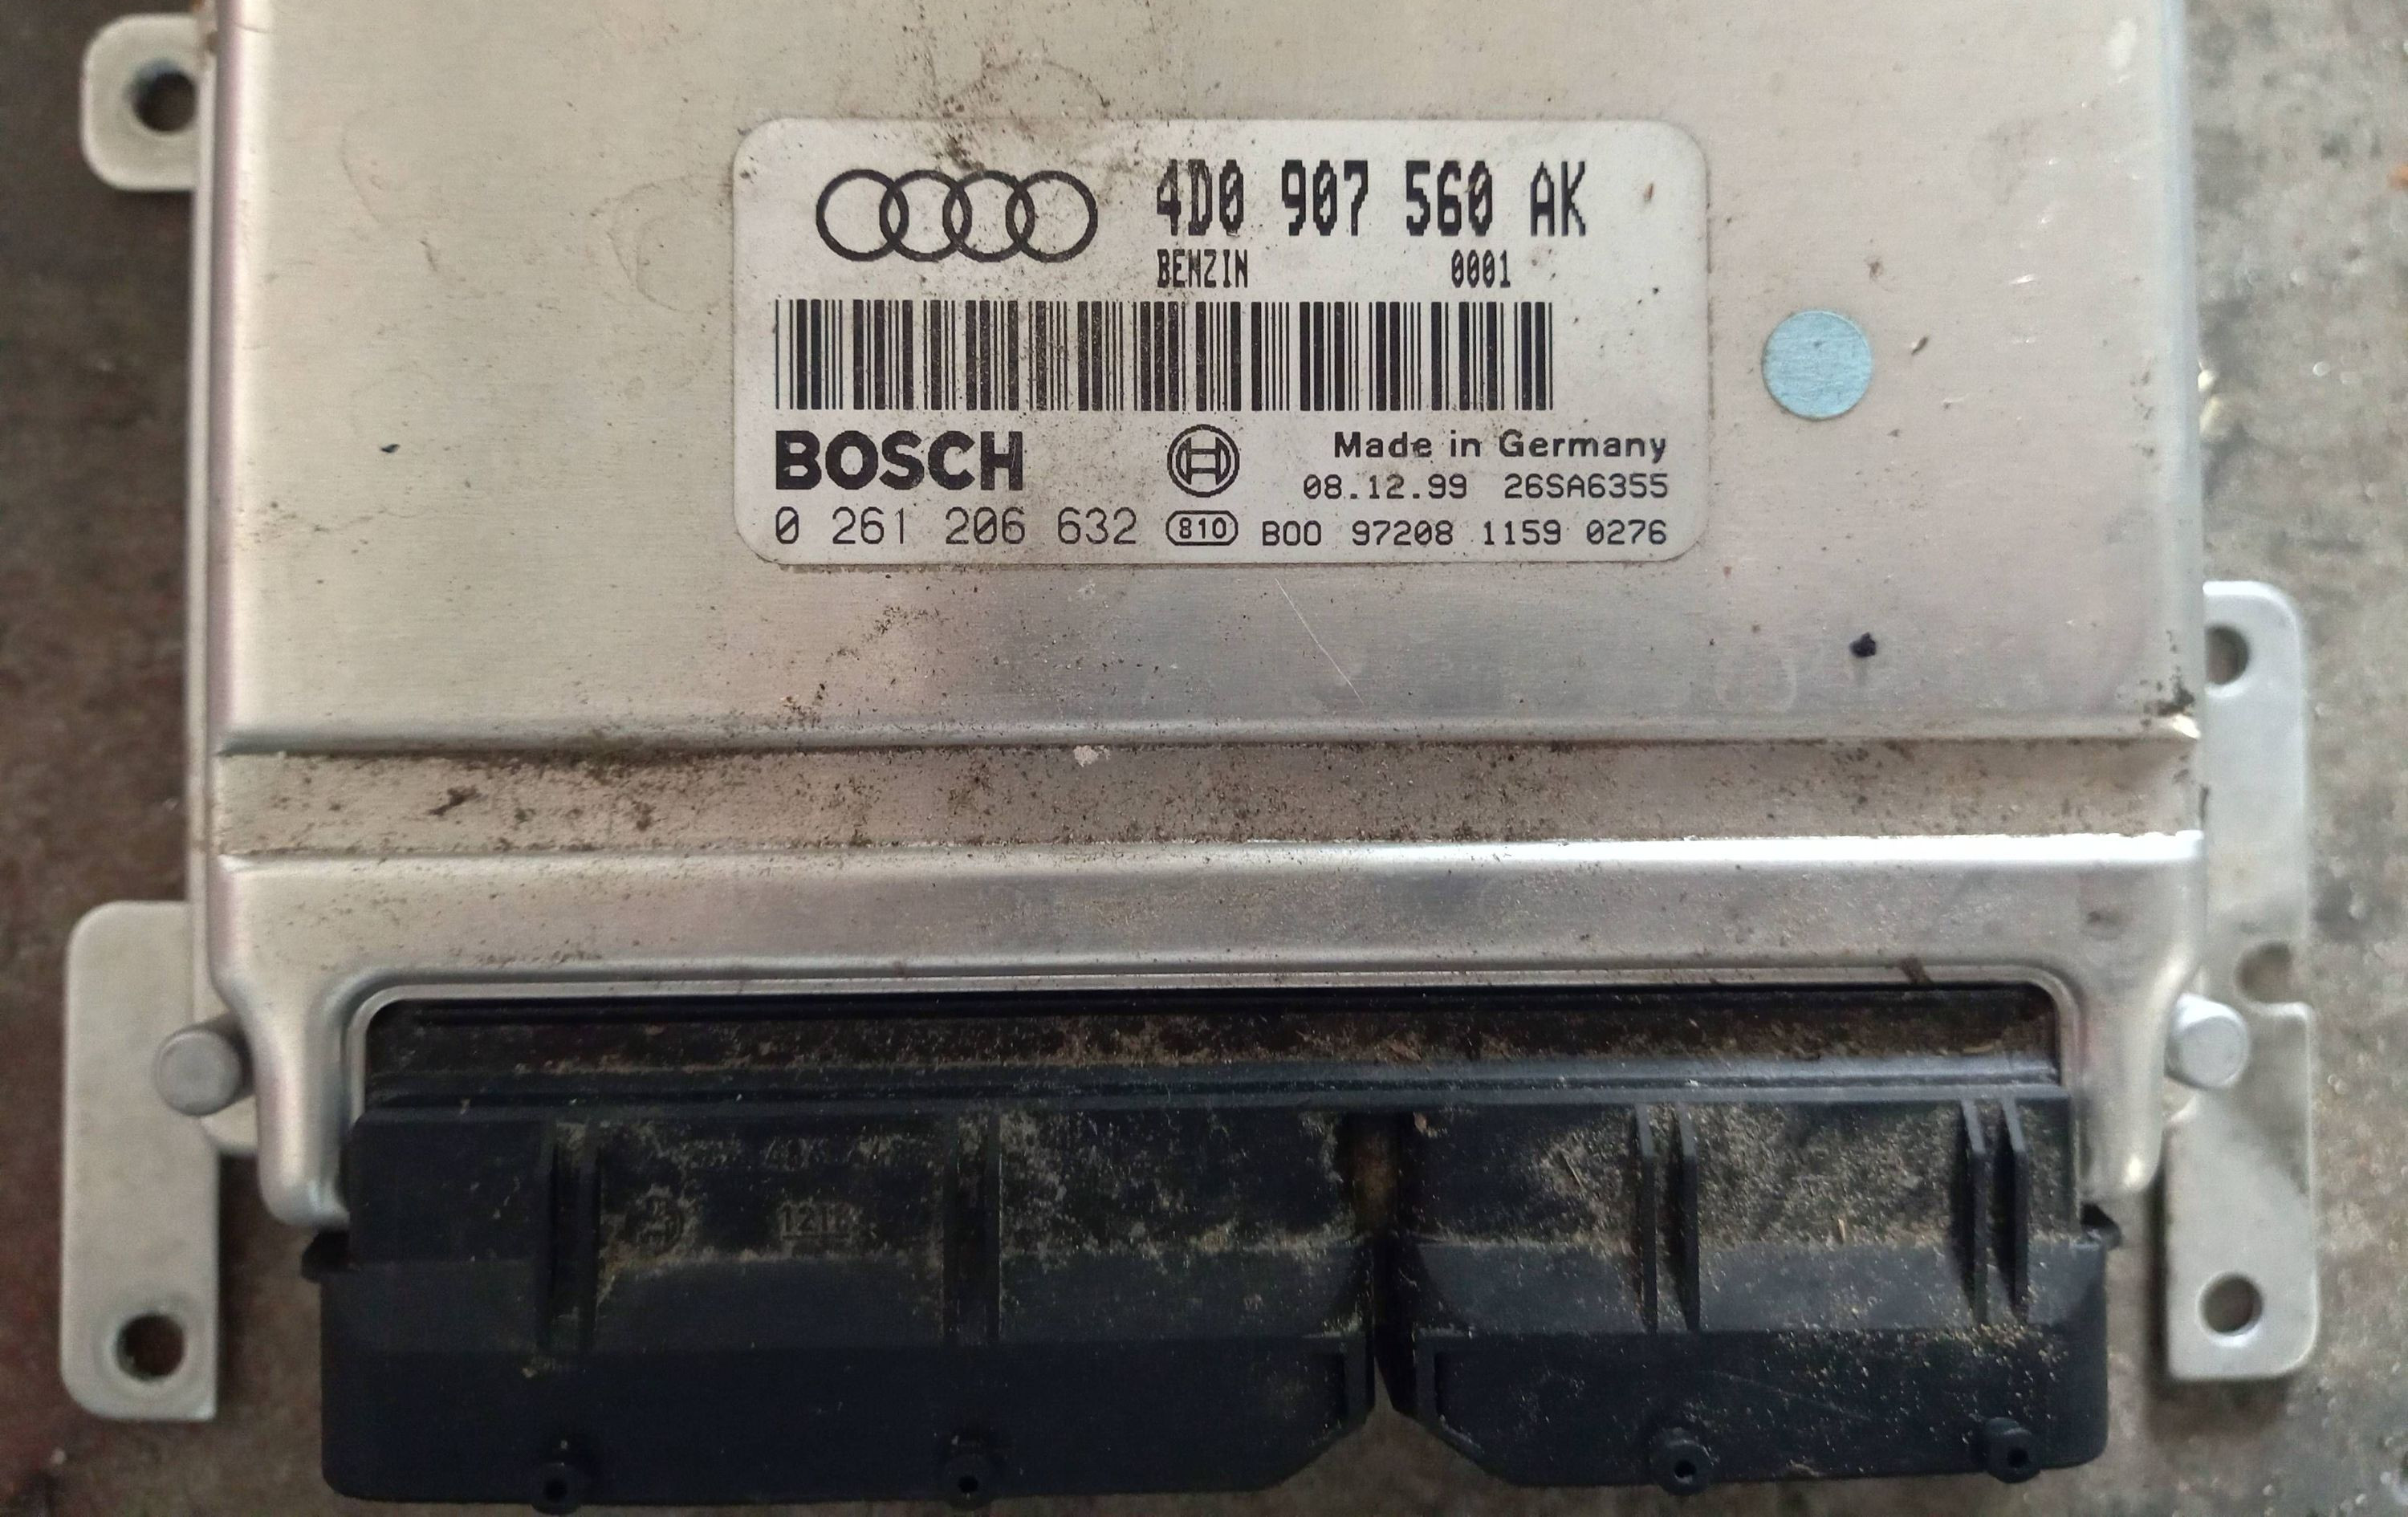 4D0 907 560 AK
BENZIN 0001
BOSCH
Made in Germany
08.12.99 26SA6355
0 261 206 632 810 B00 97208 1159 0276